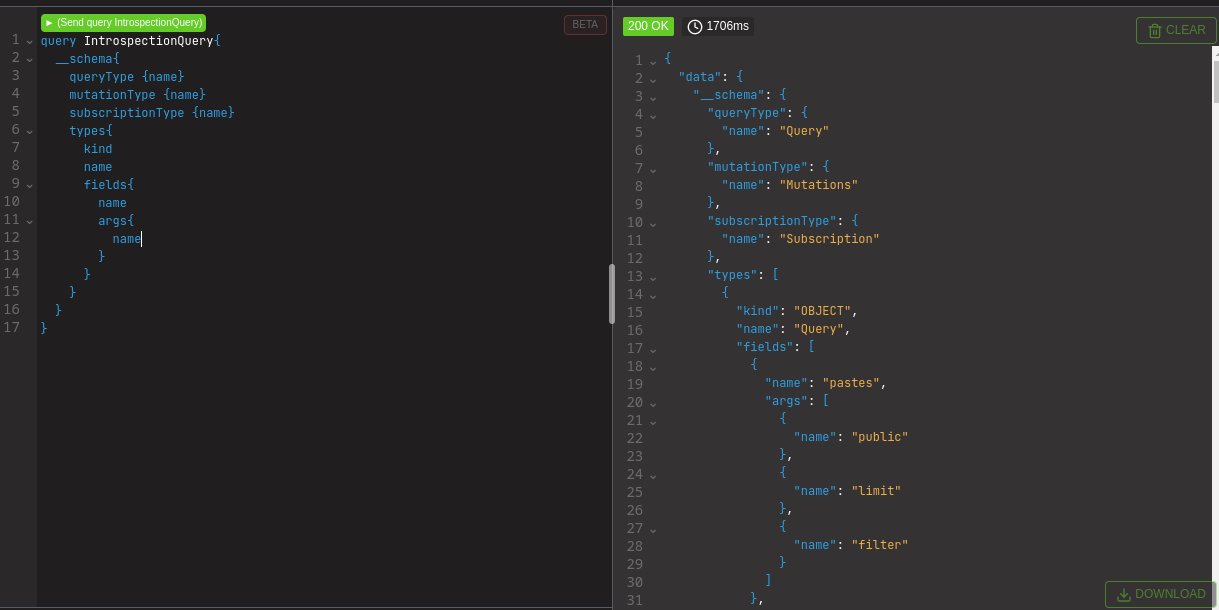 ► (Send query IntrospectionQuery)
BETA
1 query IntrospectionQuery{
2 __schema{
3 queryType {name}
4 mutationType {name}
5 subscriptionType {name}
6 types{
7 kind
8 name
9 fields{
10 name
11 args{
12 name
13 }
14 }
15 }
16 }
17 }
200 OK 1706ms CLEAR
1 {
2 "data": {
3 "__schema": {
4 "queryType": {
5 "name": "Query"
6 },
7 "mutationType": {
8 "name": "Mutations"
9 },
10 "subscriptionType": {
11 "name": "Subscription"
12 },
13 "types": [
14 {
15 "kind": "OBJECT",
16 "name": "Query",
17 "fields": [
18 {
19 "name": "pastes",
20 "args": [
21 {
22 "name": "public"
23 },
24 {
25 "name": "limit"
26 },
27 {
28 "name": "filter"
29 }
30 ]
31 },
DOWNLOAD